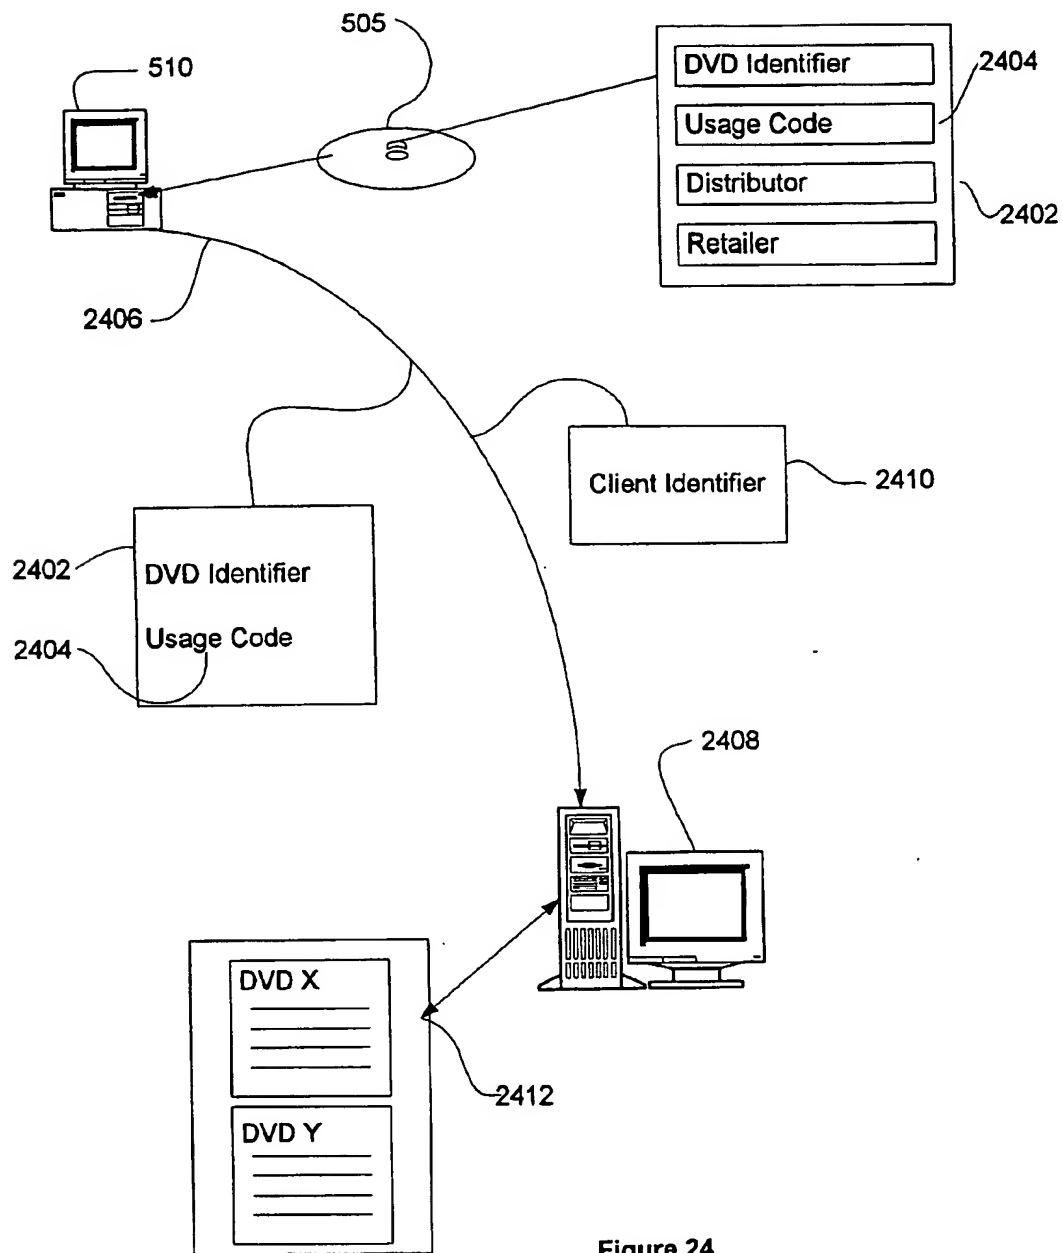 505
510
DVD Identifier
2404
Usage Code
Distributor
2402
Retailer
2406
Client Identifier
2410
2402
DVD Identifier
Usage Code
2404
2408
DVD X
2412
DVD Y
Figure 24